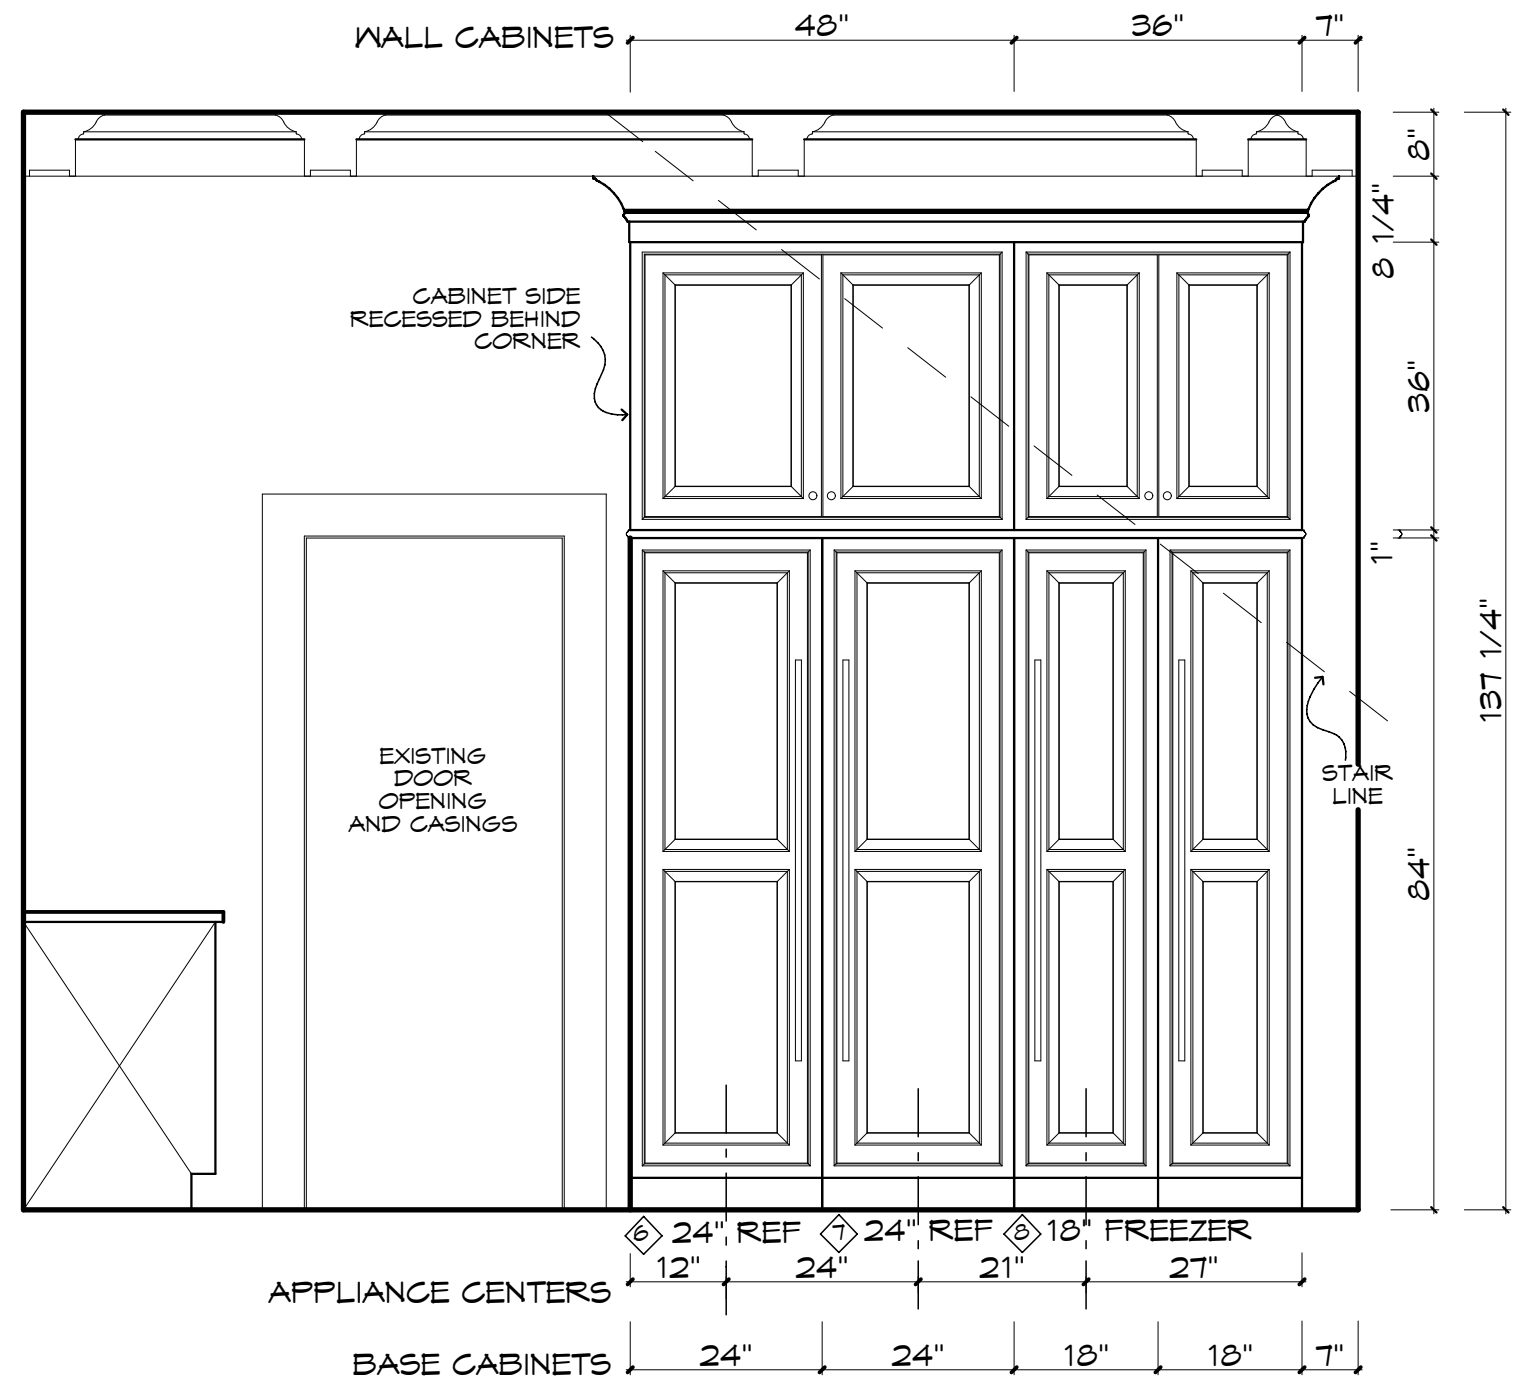 WALL CABINETS 48" 36" 7"
8"
8 1/4"
CABINET SIDE
RECESSED BEHIND
CORNER
36"
1"
137 1/4"
EXISTING
DOOR
OPENING
AND CASINGS
STAIR
LINE
84"
6 24" REF 7 24" REF 8 18" FREEZER
APPLIANCE CENTERS 12" 24" 21" 27"
BASE CABINETS 24" 24" 18" 18" 7"